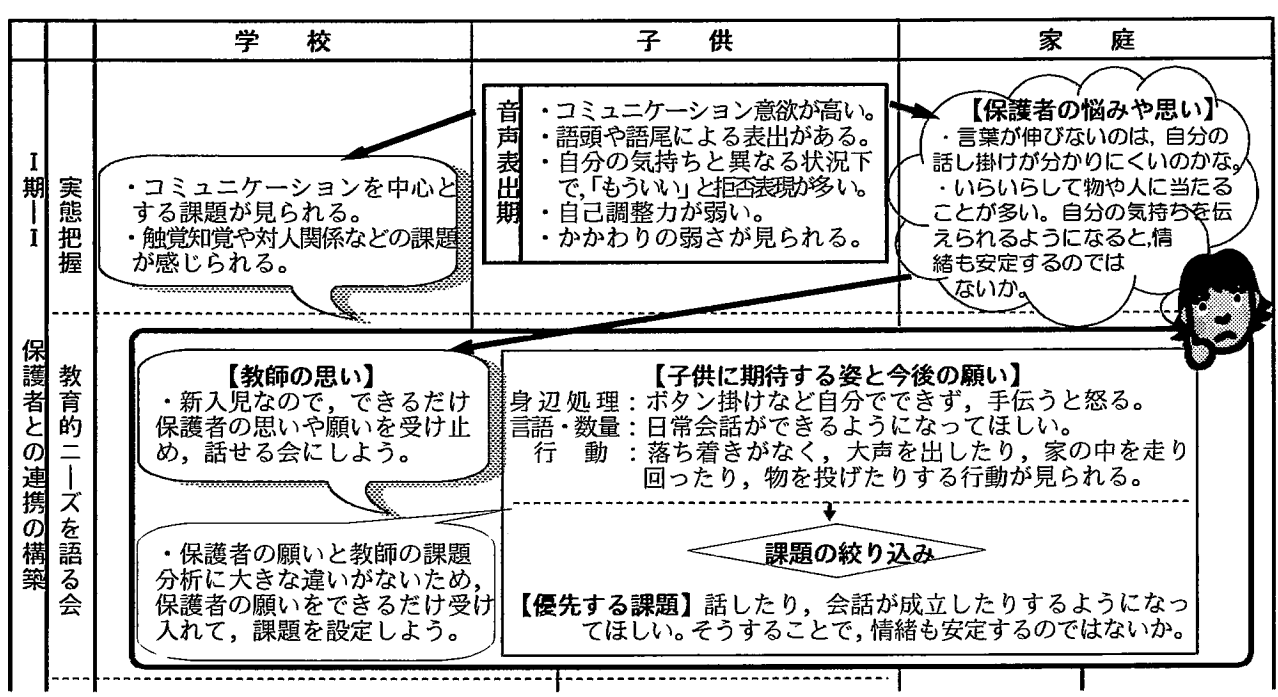 学校
子供
家庭
Ⅰ期―Ⅰ
保護者との連携の構築
実態把握
・コミュニケーションを中心と
する課題が見られる。
・触覚知覚や対人関係などの課題
が感じられる。
音声表出期
・コミュニケーション意欲が高い。
・語頭や語尾による表出がある。
・自分の気持ちと異なる状況下
で,「もういい」と拒否表現が多い。
・自己調整力が弱い。
・かかわりの弱さが見られる。
【保護者の悩みや思い】
・言葉が伸びないのは,自分の
話し掛けが分かりにくいのかな。
・いらいらして物や人に当たる
ことが多い。自分の気持ちを伝
えられるようになると,情
緒も安定するのでは
ないか。
教育的ニーズを語る会
【教師の思い】
・新入児なので,できるだけ
保護者の思いや願いを受け止
め,話せる会にしよう。
・保護者の願いと教師の課題
分析に大きな違いがないため,
保護者の願いをできるだけ受け
入れて,課題を設定しよう。
【子供に期待する姿と今後の願い】
身辺処理:ボタン掛けなど自分でできず,手伝うと怒る。
言語・数量:日常会話ができるようになってほしい。
行動:落ち着きがなく,大声を出したり,家の中を走り
回ったり,物を投げたりする行動が見られる。
課題の絞り込み
【優先する課題】話したり,会話が成立したりするようになっ
てほしい。そうすることで,情緒も安定するのではないか。